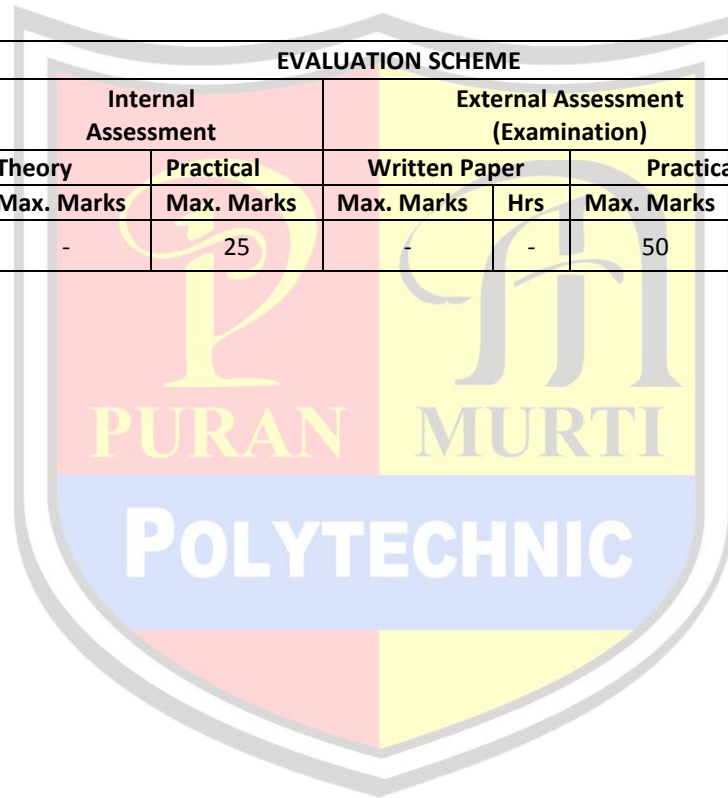 EVALUATION SCHEME
Internal Assessment External Assessment (Examination)
Theory Practical Written Paper Practica
Max. Marks Max. Marks Max. Marks Hrs Max. Marks
- 25 - - 50
P M
PURAN MURTI
POLYTECHNIC